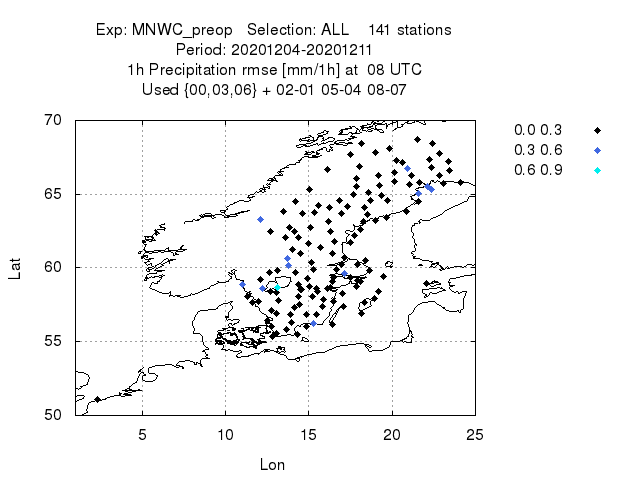 Exp: MNWC_preop Selection: ALL 141 stations
Period: 20201204-20201211
1h Precipitation rmse [mm/1h] at 08 UTC
Used {00,03,06} + 02-01 05-04 08-07
0.0 0.3
0.3 0.6
0.6 0.9
70
65
60
55
50
Lat
5 10 15 20 25
Lon